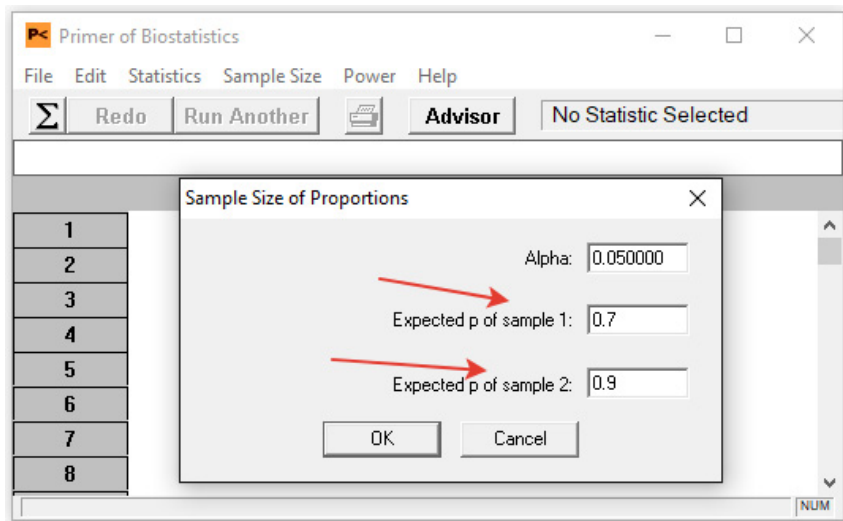 P< Primer of Biostatistics
File Edit Statistics Sample Size Power Help
Σ Redo Run Another Advisor No Statistic Selected
Sample Size of Proportions
Alpha: 0.050000
Expected p of sample 1: 0.7
Expected p of sample 2: 0.9
OK Cancel
1
2
3
4
5
6
7
8
NUM